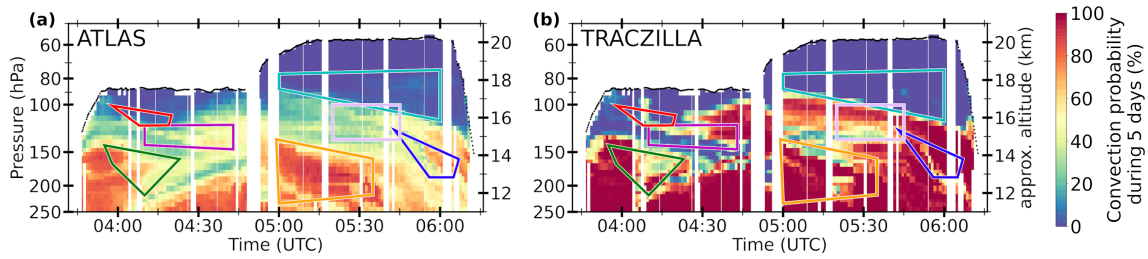 (a) ATLAS
60
80
100
150
200
250
Pressure (hPa)
04:00 04:30 05:00 05:30 06:00
Time (UTC)
20
18
16
14
12
approx. altitude (km)
(b) TRACZILLA
60
80
100
150
200
250
04:00 04:30 05:00 05:30 06:00
Time (UTC)
20
18
16
14
12
approx. altitude (km)
100
80
60
40
20
0
Convection probability
during 5 days (%)